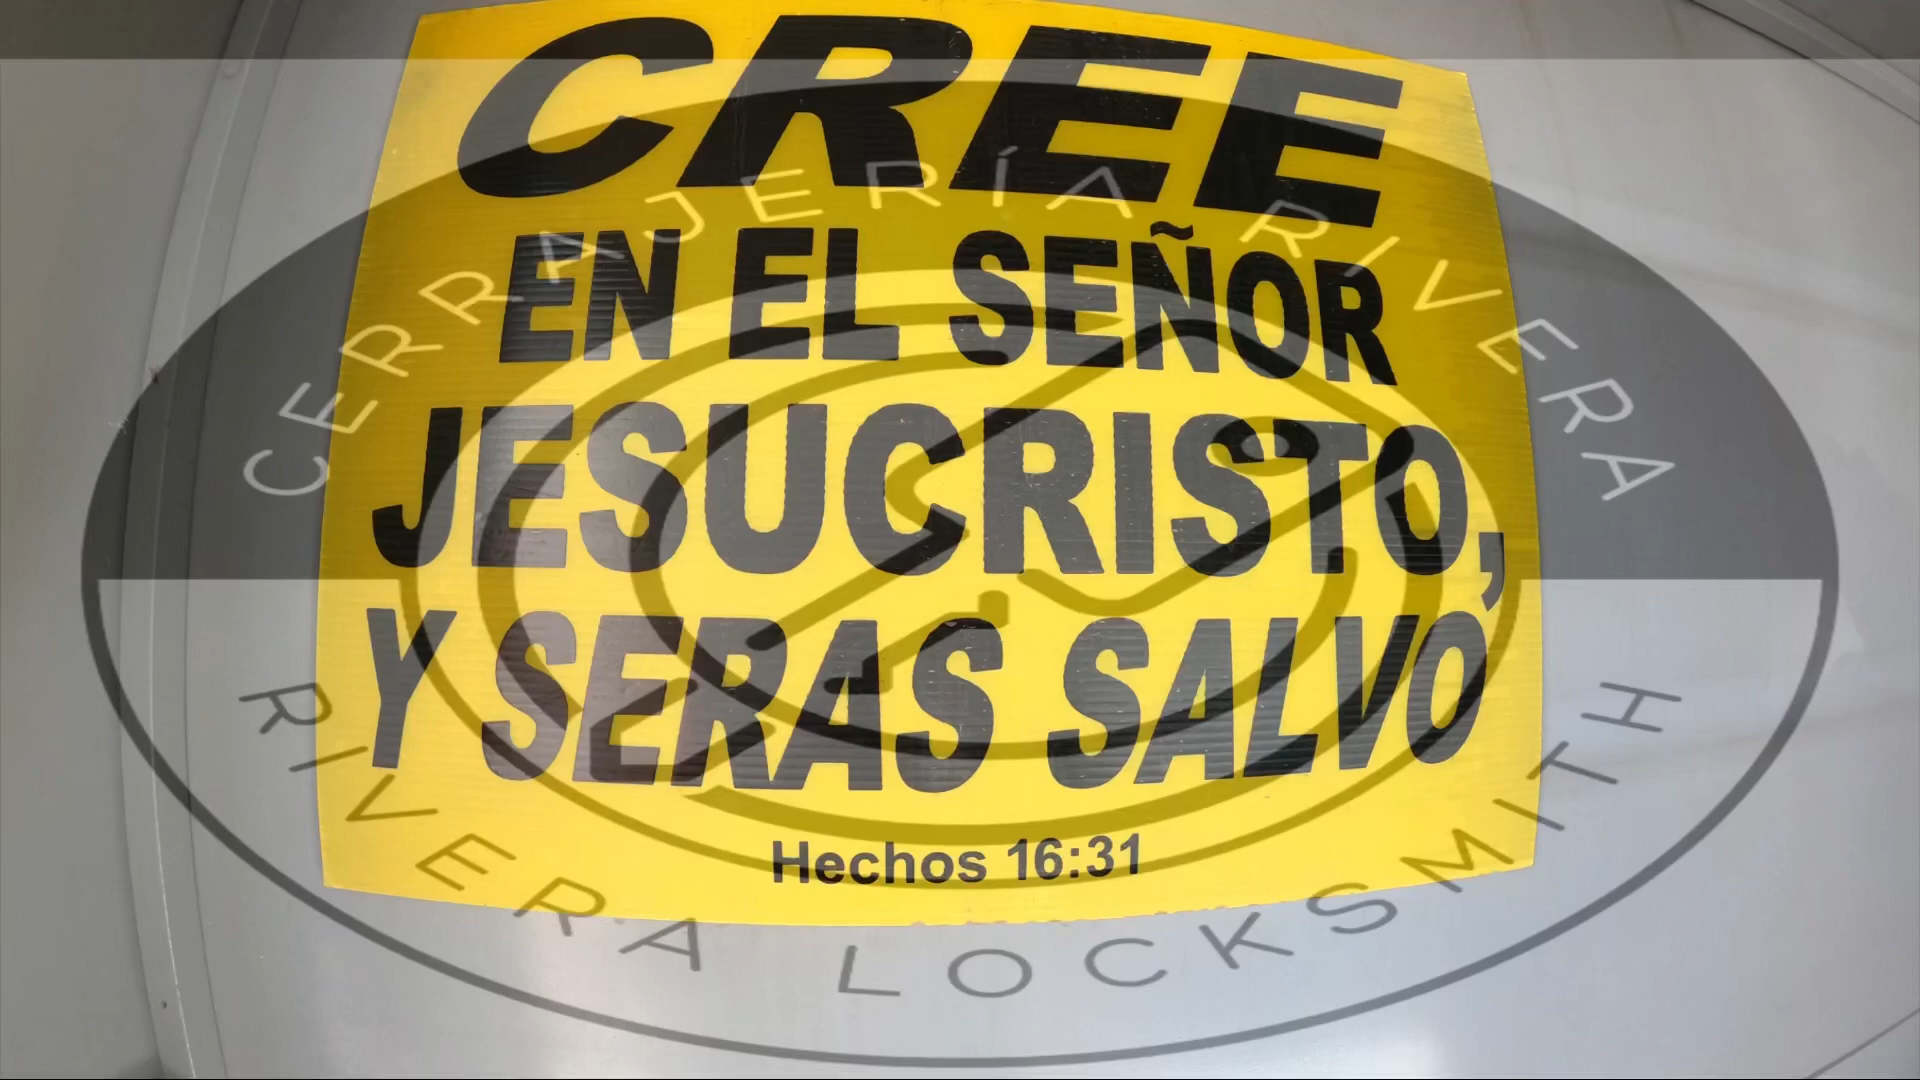 CREE
EN EL SEÑOR
JESUCRISTO,
Y SERAS SALVO
Hechos 16:31
CERRAJERÍA RIVERA
RIVERA LOCKSMITH